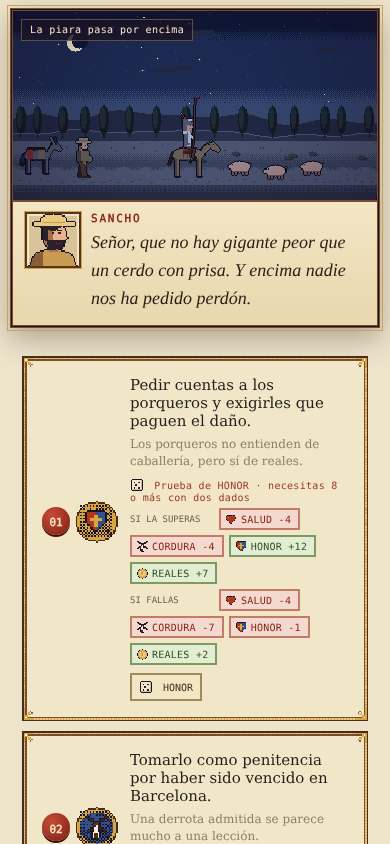 La piara pasa por encima
SANCHO
Señor, que no hay gigante peor que
un cerdo con prisa. Y encima nadie
nos ha pedido perdón.
01
Pedir cuentas a los
porqueros y exigirles que
paguen el daño.
Los porqueros no entienden de
caballería, pero sí de reales.
Prueba de HONOR · necesitas 8
o más con dos dados
SI LA SUPERAS SALUD -4
CORDURA -4 HONOR +12
REALES +7
SI FALLAS SALUD -4
CORDURA -7 HONOR -1
REALES +2
HONOR
02
Tomarlo como penitencia
por haber sido vencido en
Barcelona.
Una derrota admitida se parece
mucho a una lección.